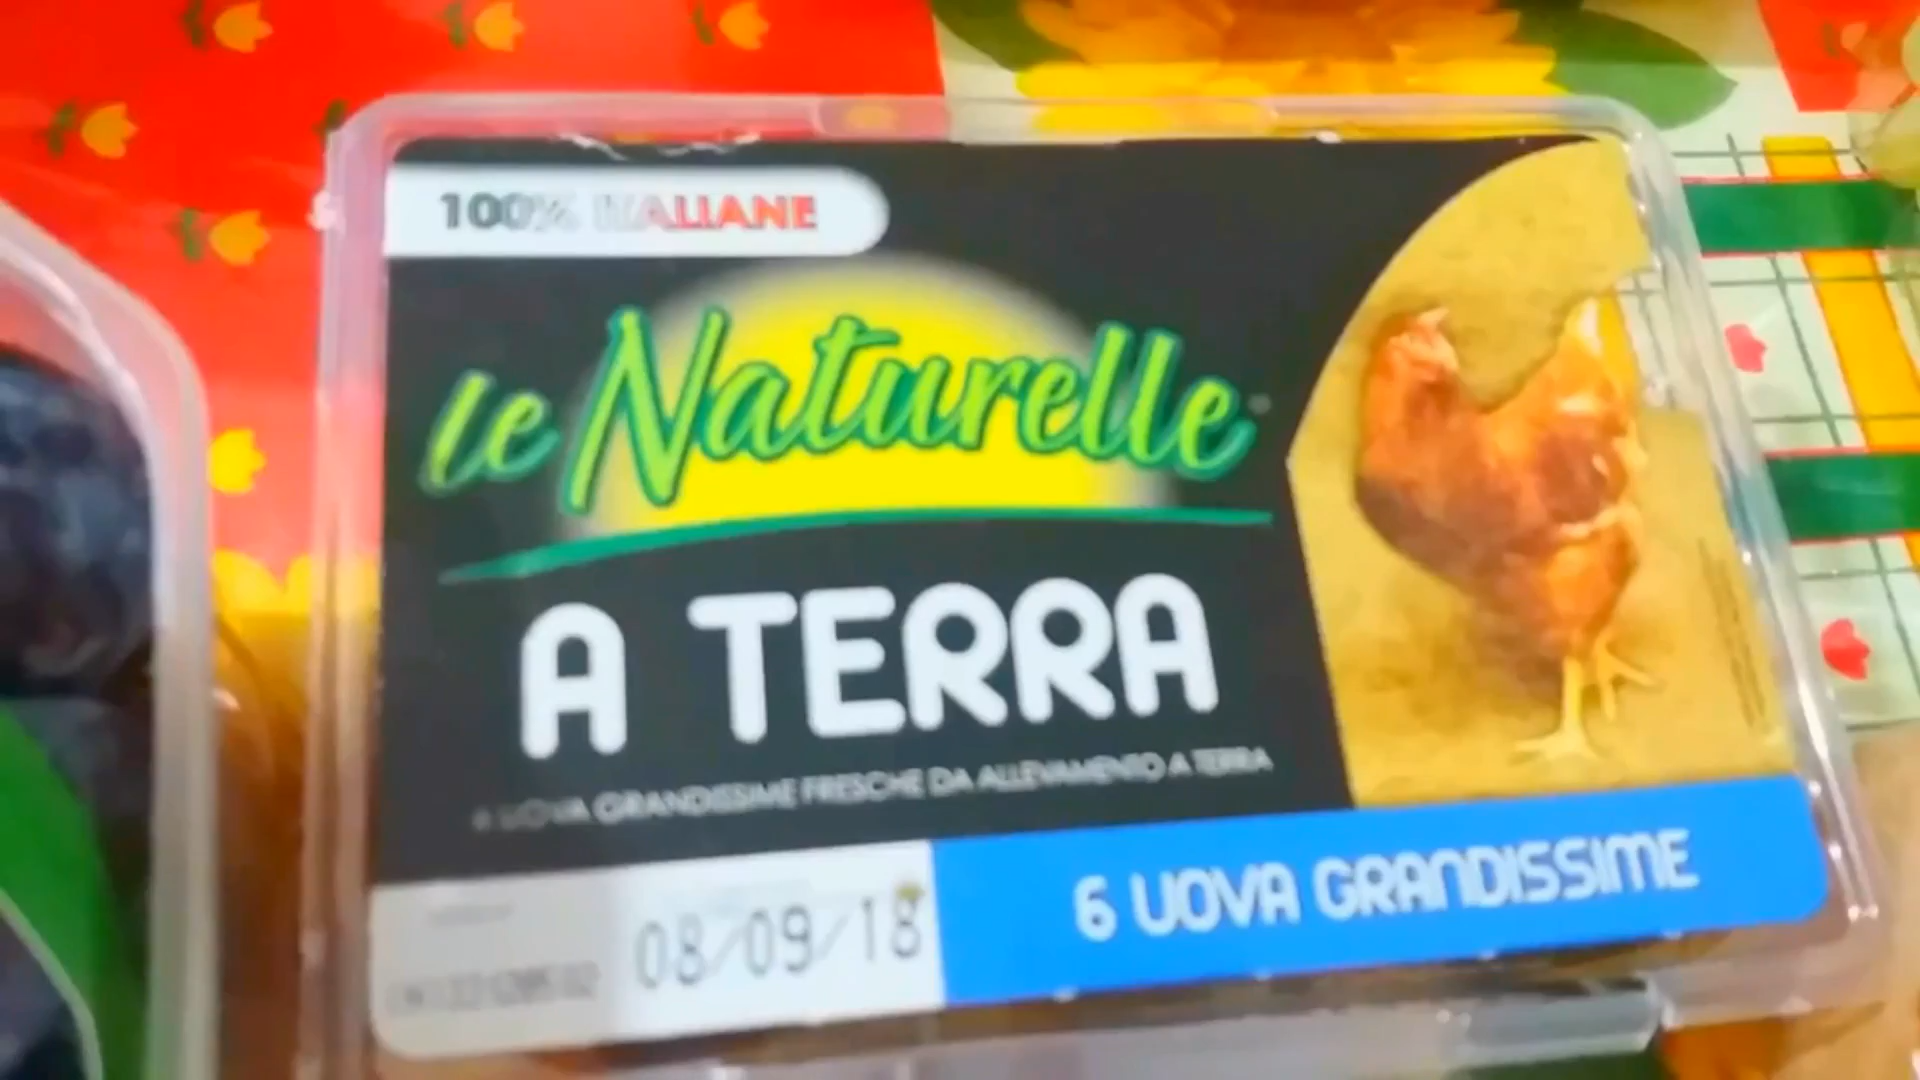 100% ITALIANE
le Naturelle
A TERRA
UOVA GRANDISSIME FRESCHE DA ALLEVAMENTO A TERRA
08/09/18
6 UOVA GRANDISSIME